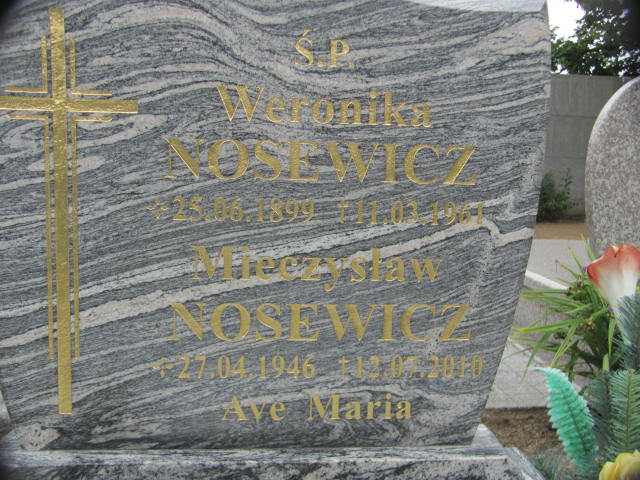 Ś.P.
Weronika
NOSEWICZ
25.06.1899 †11.03.1961
Mieczysław
NOSEWICZ
27.04.1946 †12.07.2010
Ave Maria